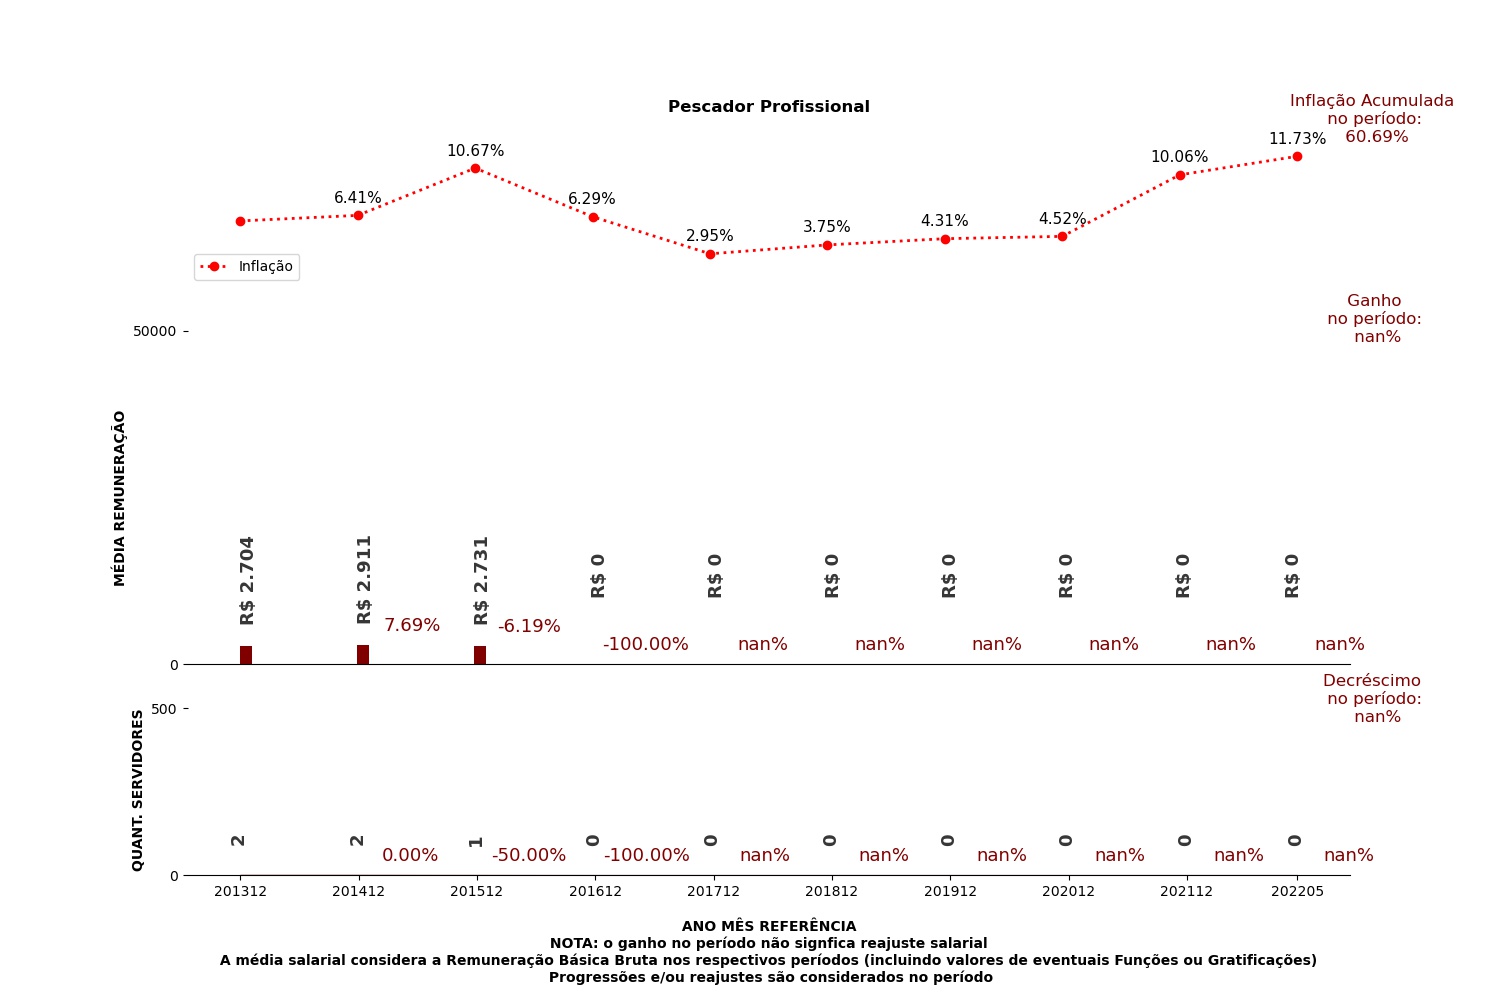 Pescador Profissional
Inflação Acumulada
no período:
60.69%
6.41%
10.67%
6.29%
2.95%
3.75%
4.31%
4.52%
10.06%
11.73%
Inflação
Ganho
no período:
nan%
50000
0
MÉDIA REMUNERAÇÃO
R$ 2.704
R$ 2.911
R$ 2.731
R$ 0
R$ 0
R$ 0
R$ 0
R$ 0
R$ 0
R$ 0
7.69%
-6.19%
-100.00%
nan%
nan%
nan%
nan%
nan%
nan%
Decréscimo
no período:
nan%
500
0
QUANT. SERVIDORES
2
2
1
0
0
0
0
0
0
0
0.00%
-50.00%
-100.00%
nan%
nan%
nan%
nan%
nan%
nan%
201312
201412
201512
201612
201712
201812
201912
202012
202112
202205
ANO MÊS REFERÊNCIA
NOTA: o ganho no período não signfica reajuste salarial
A média salarial considera a Remuneração Básica Bruta nos respectivos períodos (incluindo valores de eventuais Funções ou Gratificações)
Progressões e/ou reajustes são considerados no período